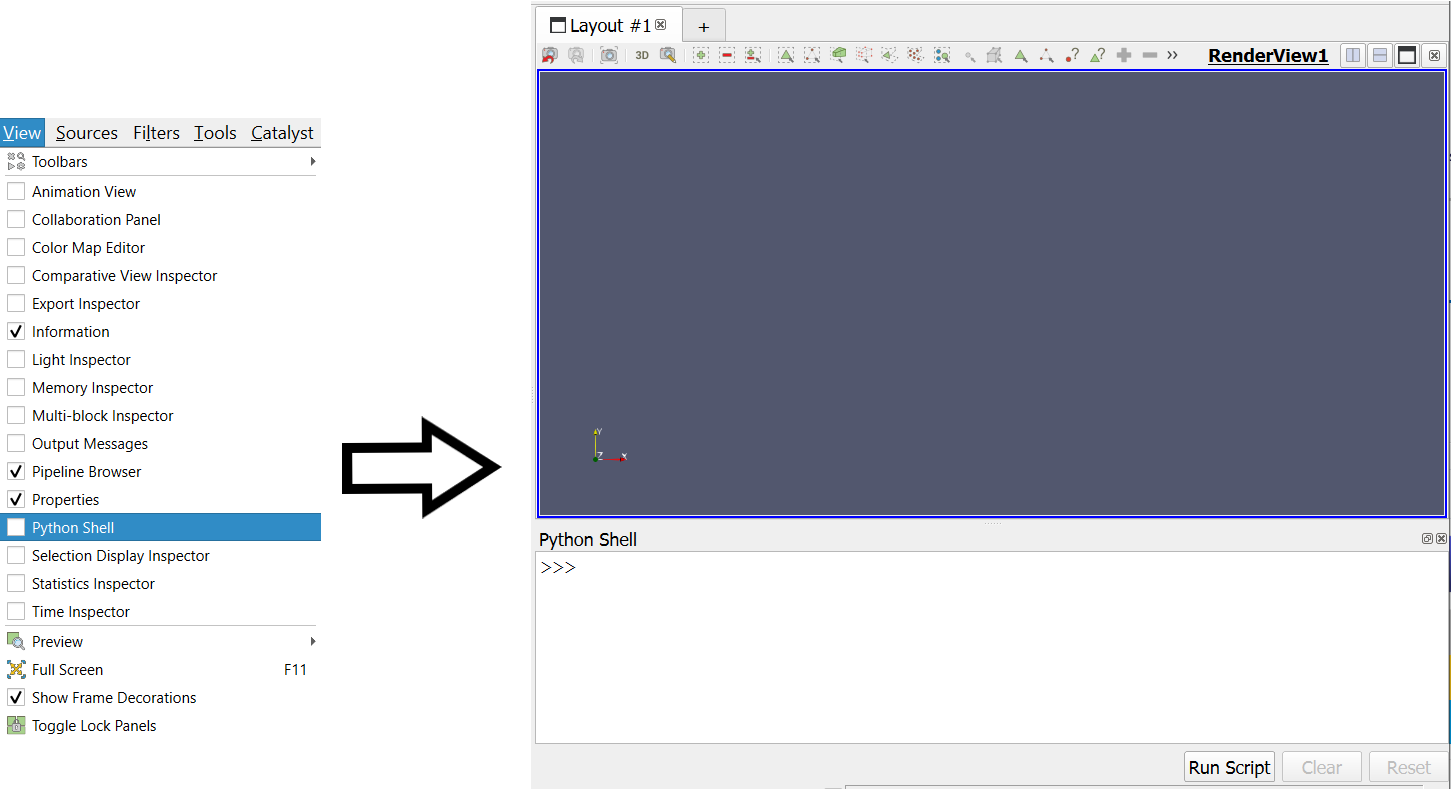 View Sources Filters Tools Catalyst
Toolbars
Animation View
Collaboration Panel
Color Map Editor
Comparative View Inspector
Export Inspector
Information
Light Inspector
Memory Inspector
Multi-block Inspector
Output Messages
Pipeline Browser
Properties
Python Shell
Selection Display Inspector
Statistics Inspector
Time Inspector
Preview
Full Screen F11
Show Frame Decorations
Toggle Lock Panels
Layout #1 +
3D ? ? RenderView1
Y
Z X
Python Shell
>>>
Run Script Clear Reset